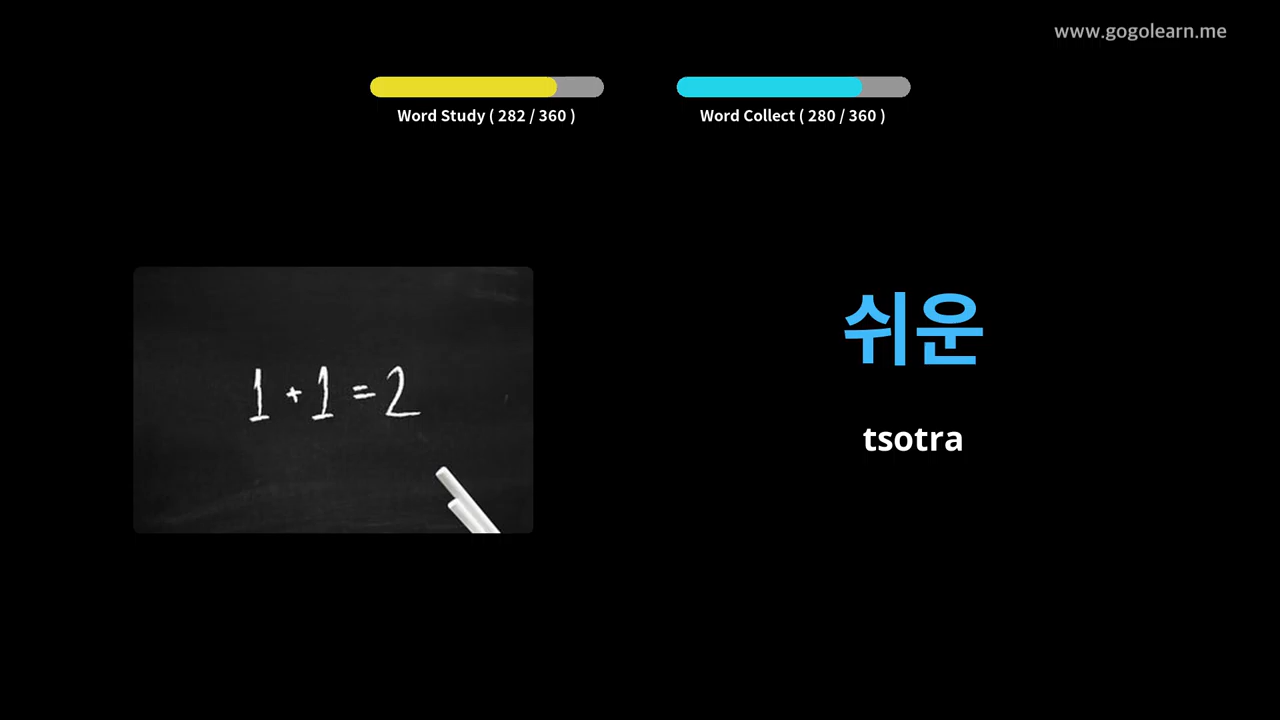 www.gogolearn.me
Word Study ( 282 / 360 )
Word Collect ( 280 / 360 )
1 + 1 = 2
쉬운
tsotra